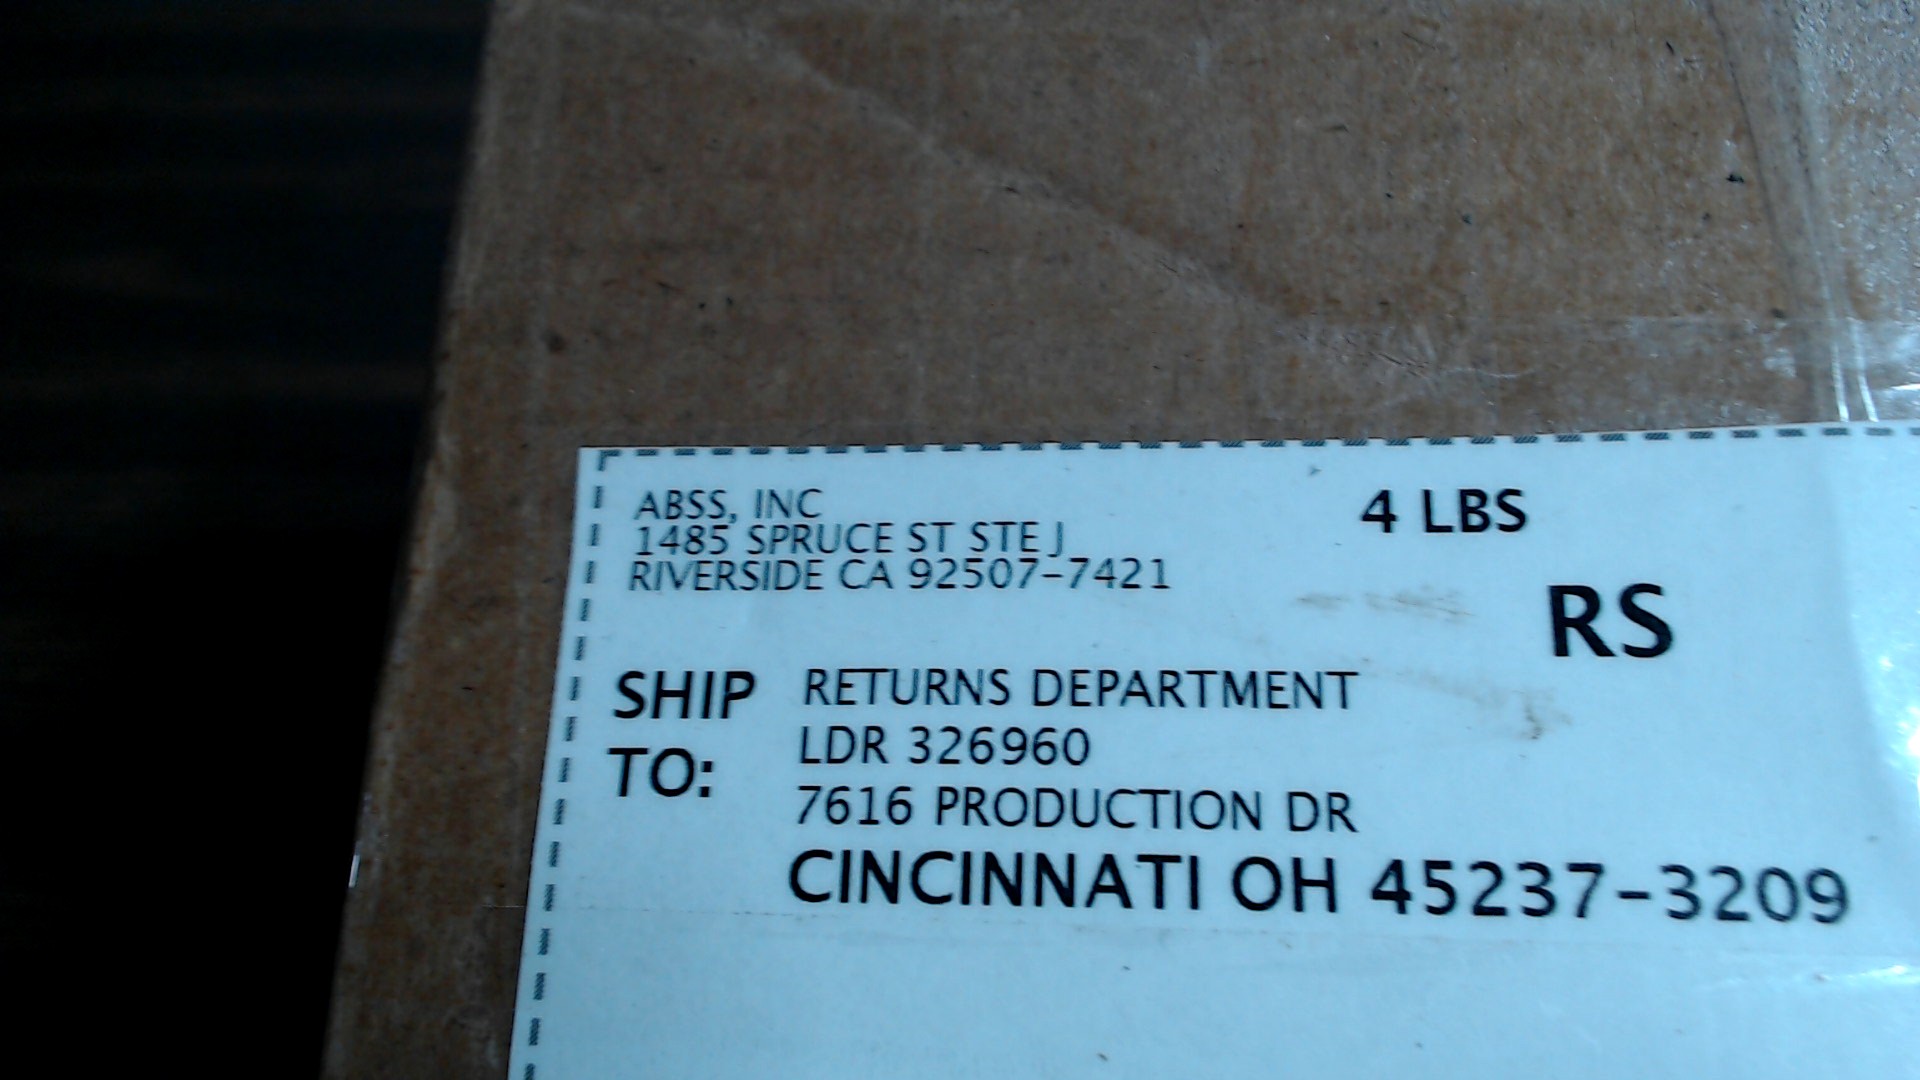 ABSS, INC
1485 SPRUCE ST STE J
RIVERSIDE CA 92507-7421
4 LBS
RS
SHIP TO:
RETURNS DEPARTMENT
LDR 326960
7616 PRODUCTION DR
CINCINNATI OH 45237-3209